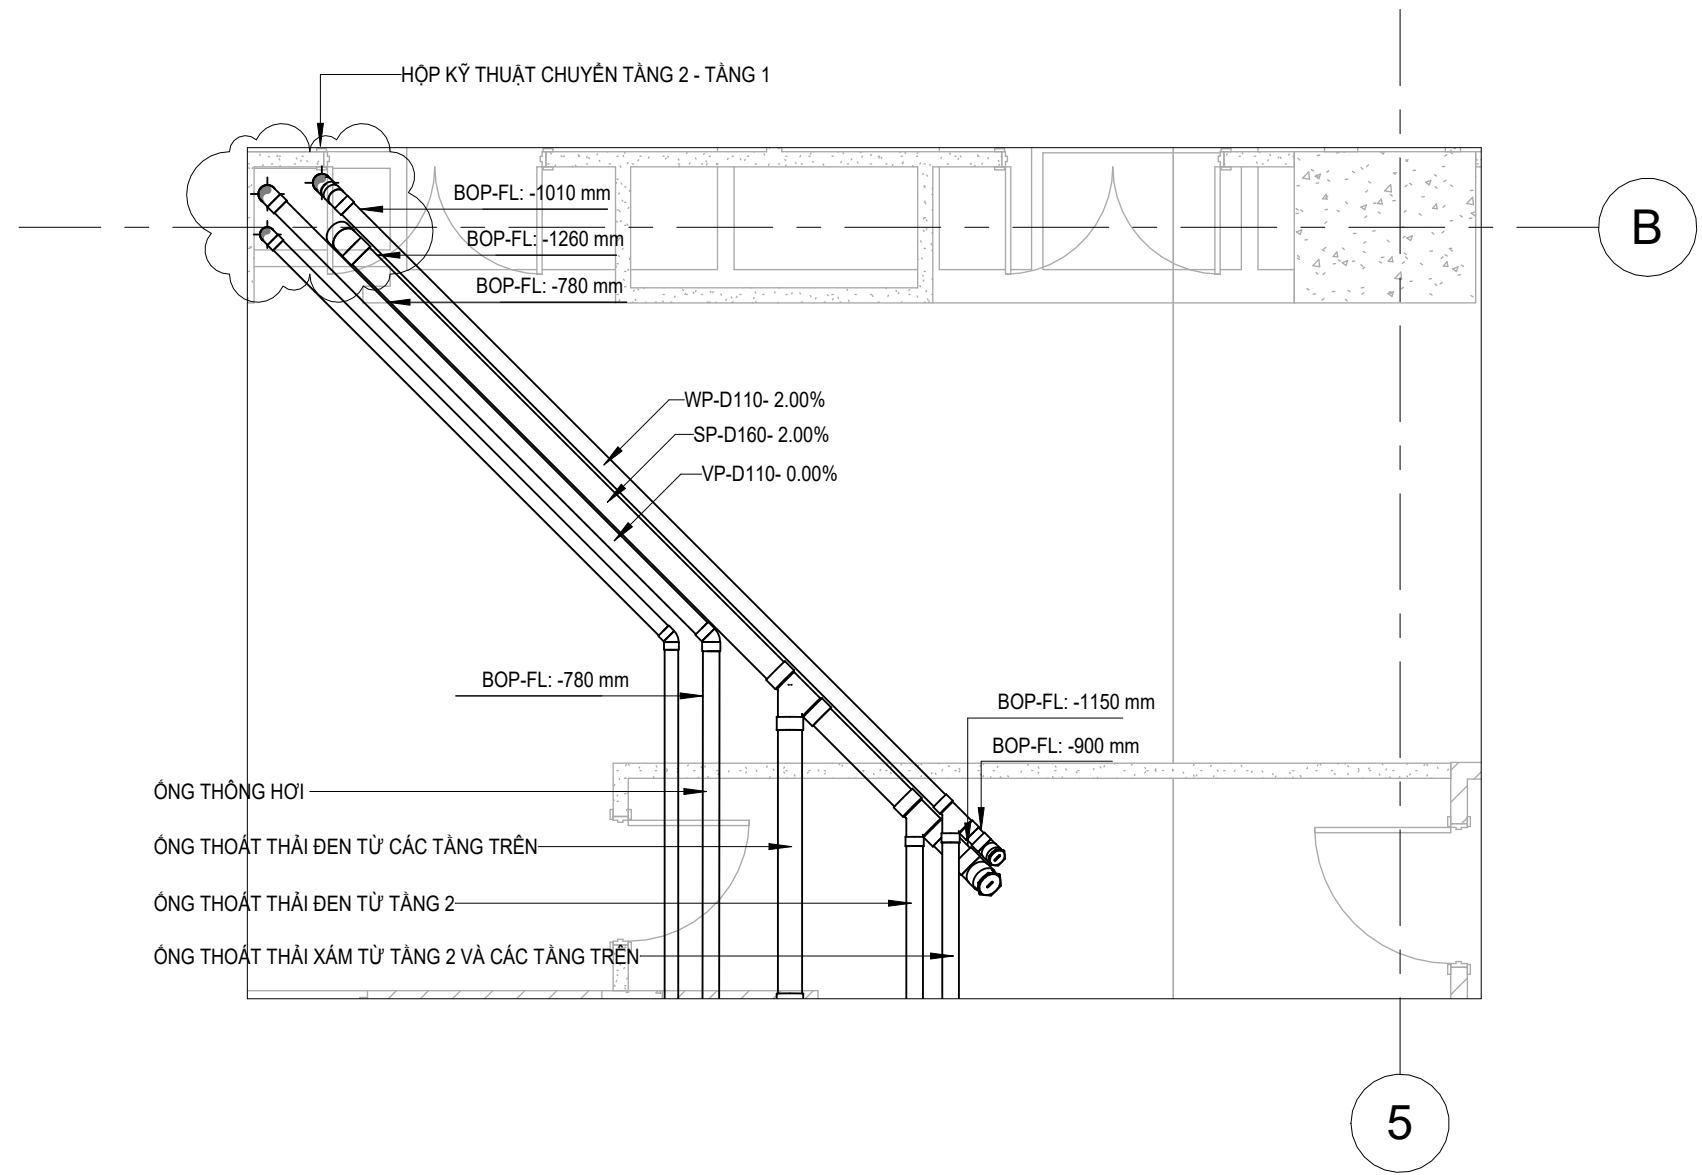 HỘP KỸ THUẬT CHUYỂN TẦNG 2 - TẦNG 1
BOP-FL: -1010 mm
B
BOP-FL: -1260 mm
BOP-FL: -780 mm
WP-D110- 2.00%
SP-D160- 2.00%
VP-D110- 0.00%
BOP-FL: -780 mm
BOP-FL: -1150 mm
BOP-FL: -900 mm
ỐNG THÔNG HƠI
ỐNG THOÁT THẢI ĐEN TỪ CÁC TẦNG TRÊN
ỐNG THOÁT THẢI ĐEN TỪ TẦNG 2
ỐNG THOÁT THẢI XÁM TỪ TẦNG 2 VÀ CÁC TẦNG TRÊN
5